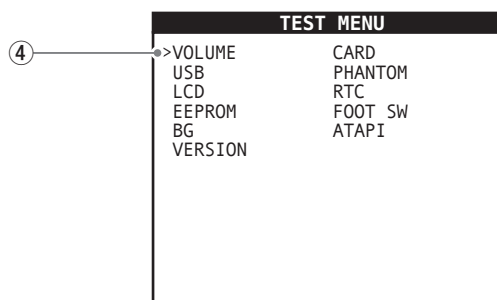 TEST MENU
④ >VOLUME CARD
USB PHANTOM
LCD RTC
EEPROM FOOT SW
BG ATAPI
VERSION